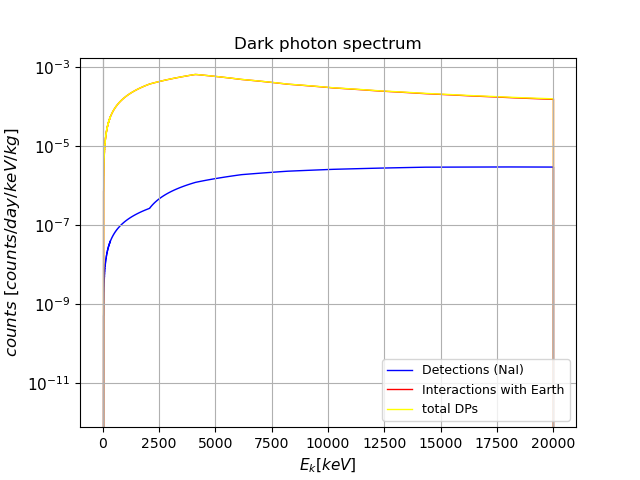 Dark photon spectrum
counts [counts/day/keV/kg]
10⁻³
10⁻⁵
10⁻⁷
10⁻⁹
10⁻¹¹
Detections (NaI)
Interactions with Earth
total DPs
0 2500 5000 7500 10000 12500 15000 17500 20000
Eₖ[keV]